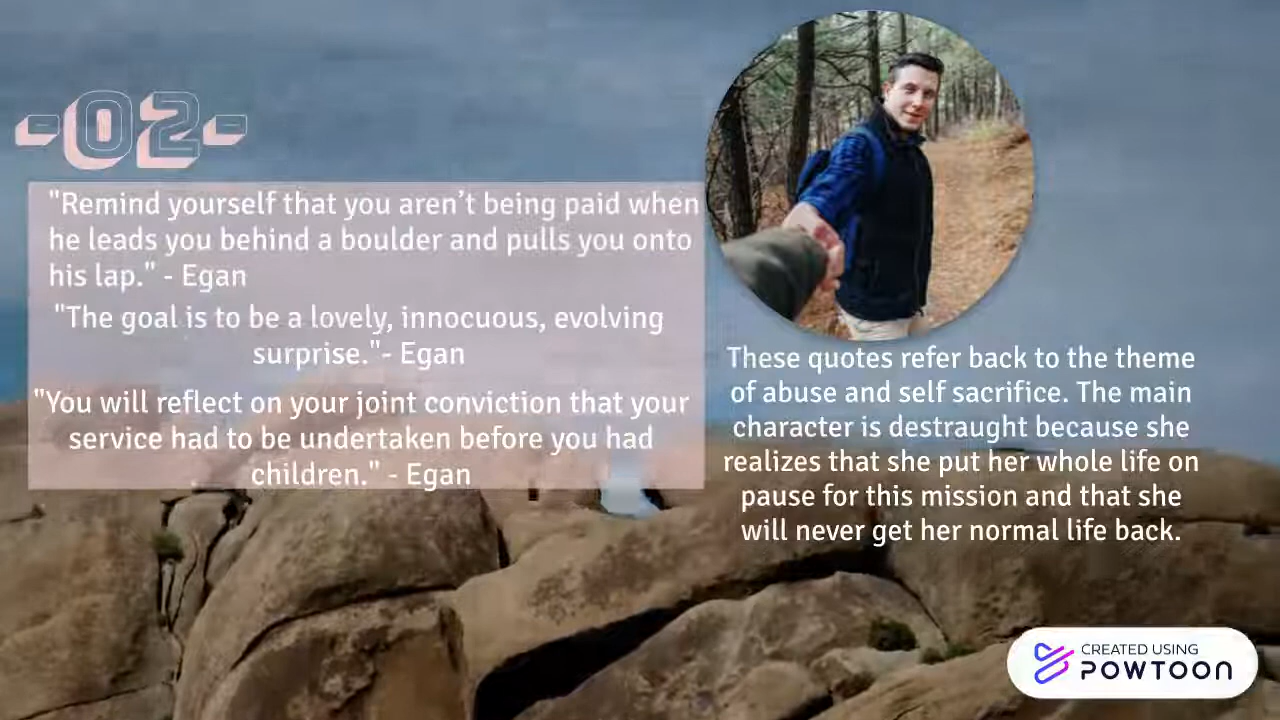 -02-
"Remind yourself that you aren’t being paid when
he leads you behind a boulder and pulls you onto
his lap." - Egan
"The goal is to be a lovely, innocuous, evolving
surprise."- Egan
"You will reflect on your joint conviction that your
service had to be undertaken before you had
children." - Egan
These quotes refer back to the theme
of abuse and self sacrifice. The main
character is destraught because she
realizes that she put her whole life on
pause for this mission and that she
will never get her normal life back.
CREATED USING
POWTOON